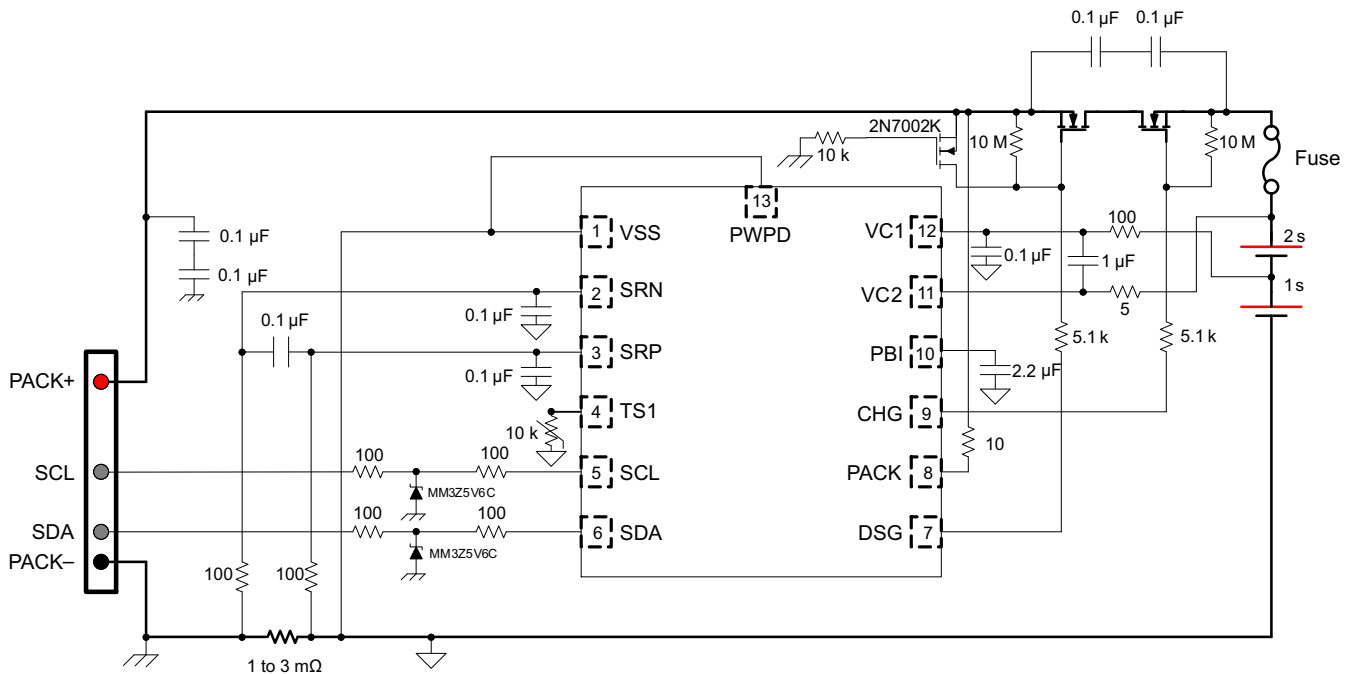 0.1 µF 0.1 µF
2N7002K
10 k
10 M
10 M
Fuse
13
PWPD
0.1 µF
0.1 µF
1 VSS
VC1 12
100
2 s
0.1 µF
1 µF
2 SRN
VC2 11
1 s
5
0.1 µF
0.1 µF
5.1 k
5.1 k
3 SRP
PBI 10
0.1 µF
2.2 µF
PACK+
4 TS1
CHG 9
10 k
10
SCL
100
100
5 SCL
PACK 8
MM3Z5V6C
100
100
SDA
6 SDA
DSG 7
MM3Z5V6C
PACK–
100
100
1 to 3 mΩ